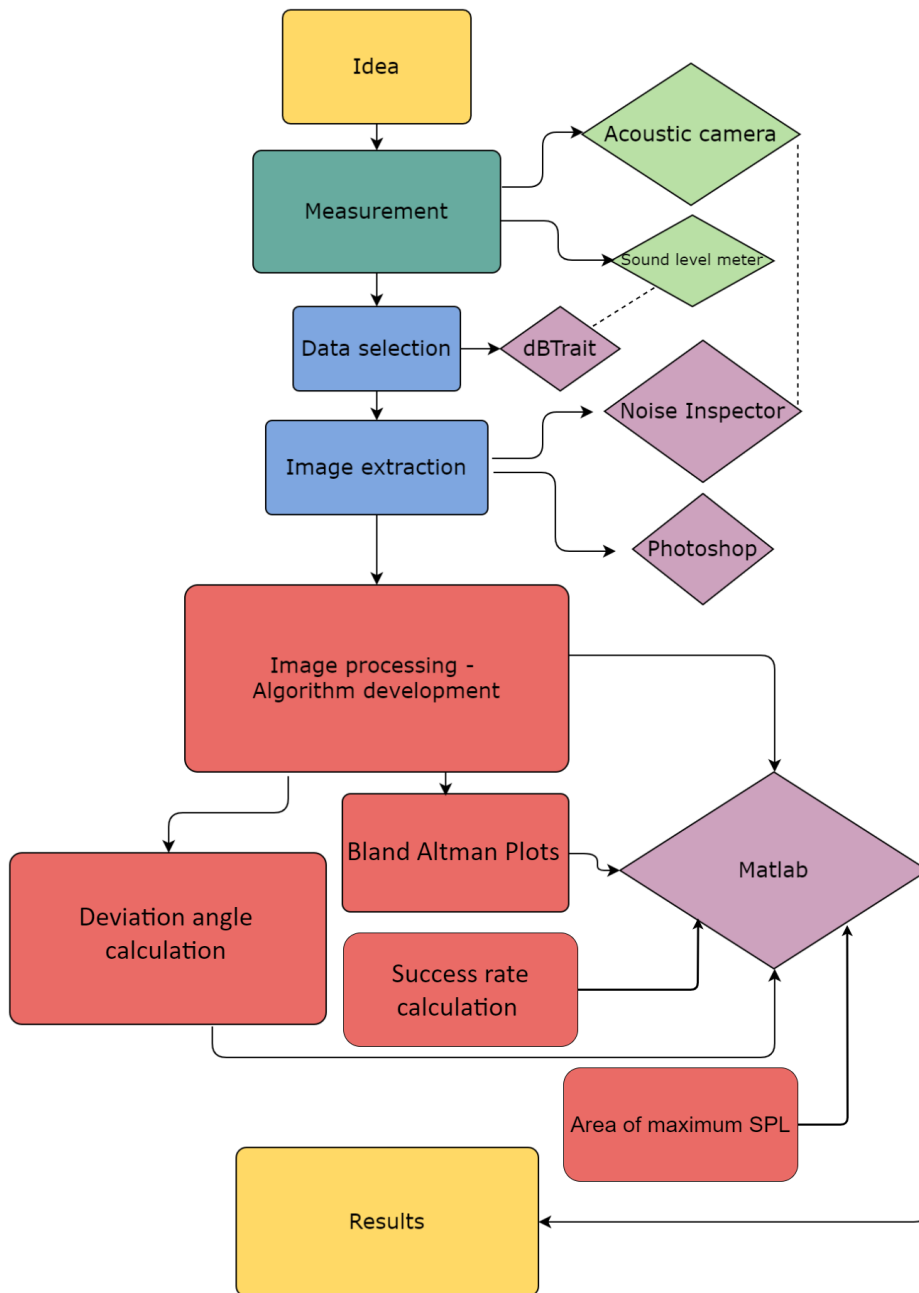 Idea
Acoustic camera
Measurement
Sound level meter
Data selection
dBTrait
Noise Inspector
Image extraction
Photoshop
Image processing -
Algorithm development
Bland Altman Plots
Matlab
Deviation angle
calculation
Success rate
calculation
Area of maximum SPL
Results